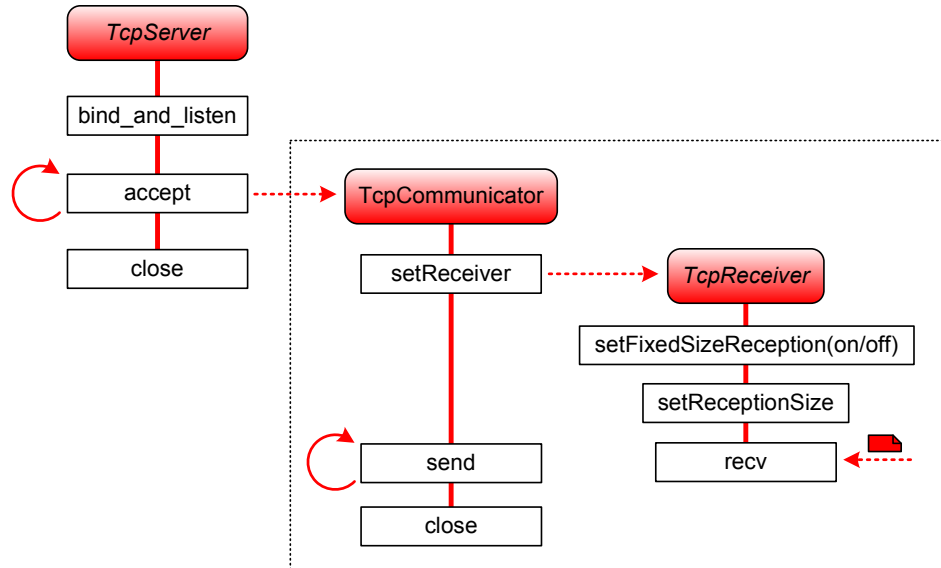 TcpServer
bind_and_listen
accept
close
TcpCommunicator
setReceiver
send
close
TcpReceiver
setFixedSizeReception(on/off)
setReceptionSize
recv